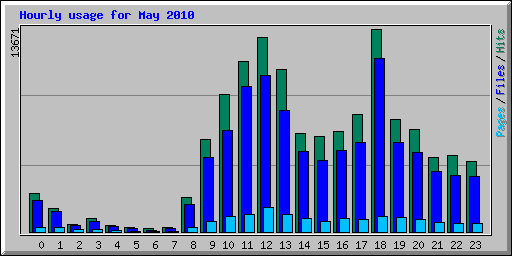 Hourly usage for May 2010
13671
Pages/Files/Hits
0 1 2 3 4 5 6 7 8 9 10 11 12 13 14 15 16 17 18 19 20 21 22 23